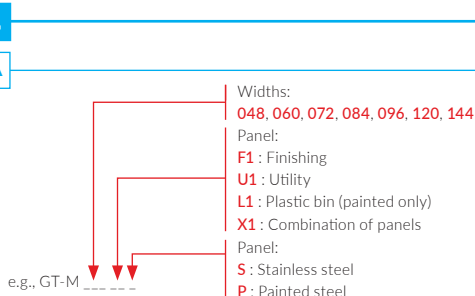 Widths:
048, 060, 072, 084, 096, 120, 144
Panel:
F1 : Finishing
U1 : Utility
L1 : Plastic bin (painted only)
X1 : Combination of panels
Panel:
S : Stainless steel
P : Painted steel
e.g., GT-M ___ __ _